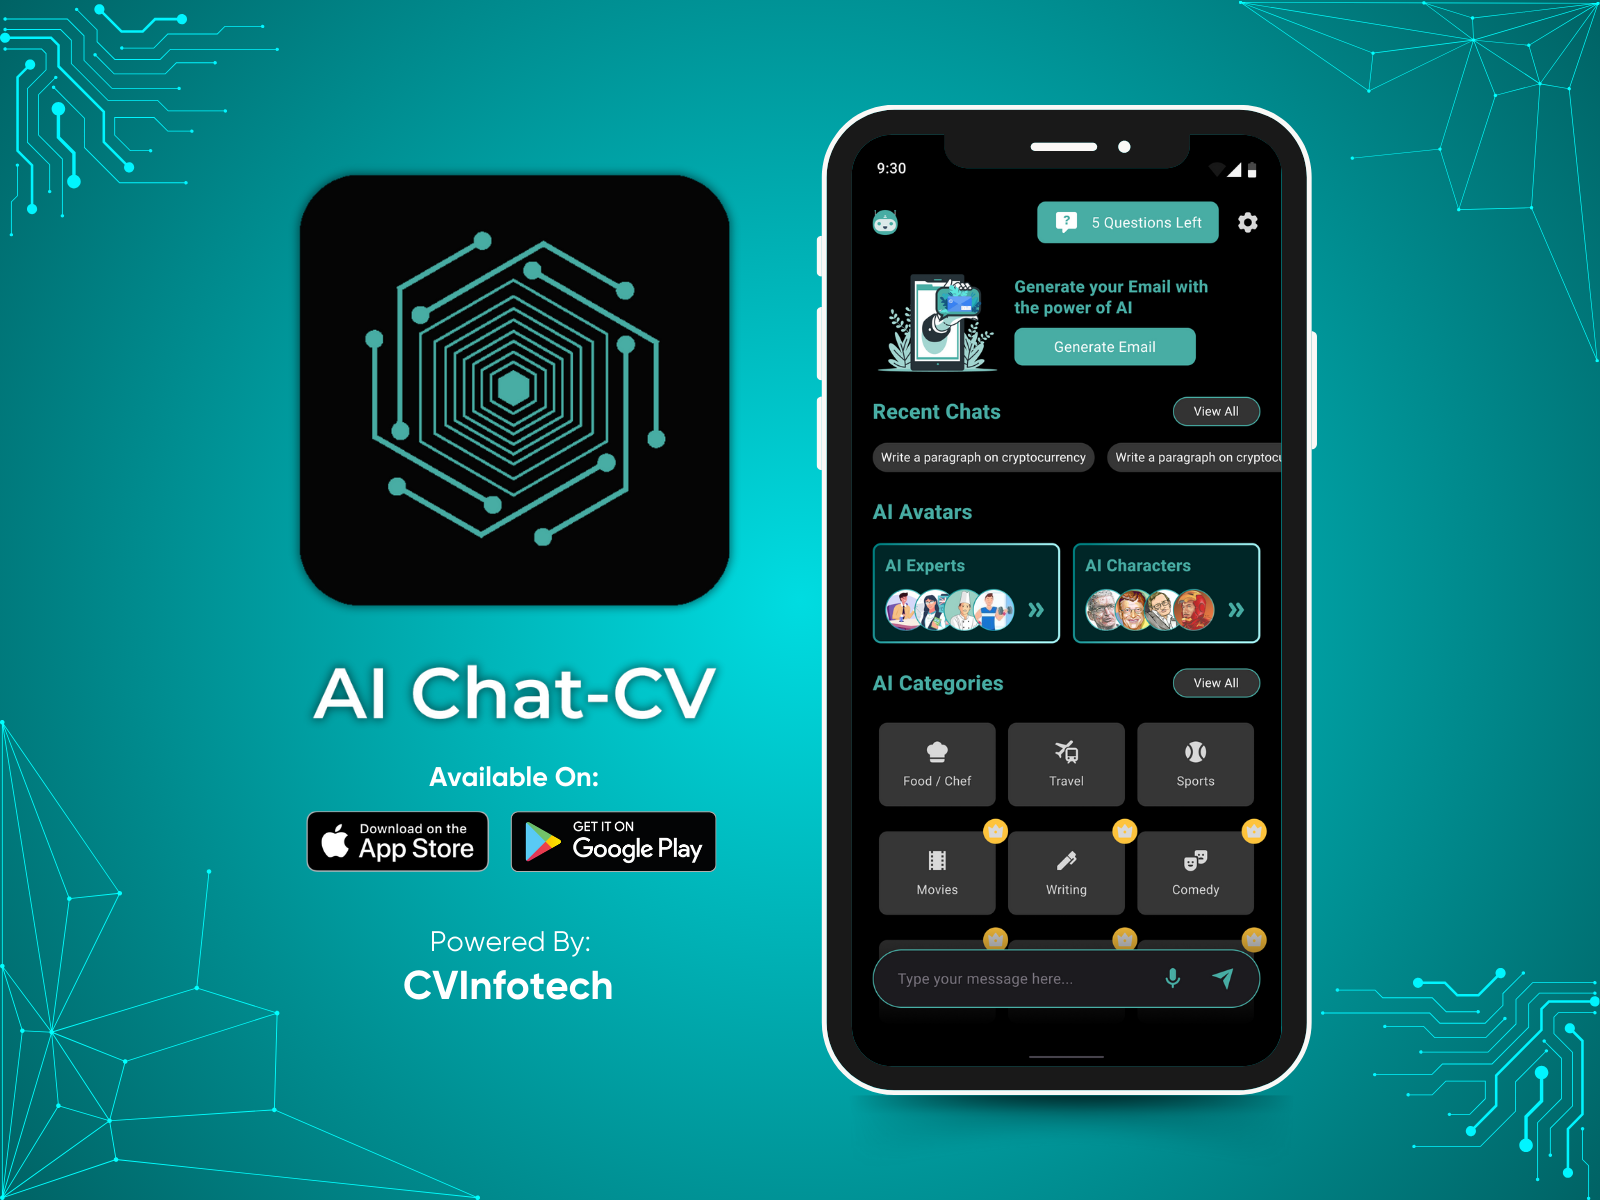 AI Chat-CV
Available On:
Download on the
App Store
GET IT ON
Google Play
Powered By:
CVInfotech
9:30
5 Questions Left
Generate your Email with
the power of AI
Generate Email
Recent Chats
View All
Write a paragraph on cryptocurrency
Write a paragraph on cryptocu
AI Avatars
AI Experts
AI Characters
AI Categories
View All
Food / Chef
Travel
Sports
Movies
Writing
Comedy
Type your message here...